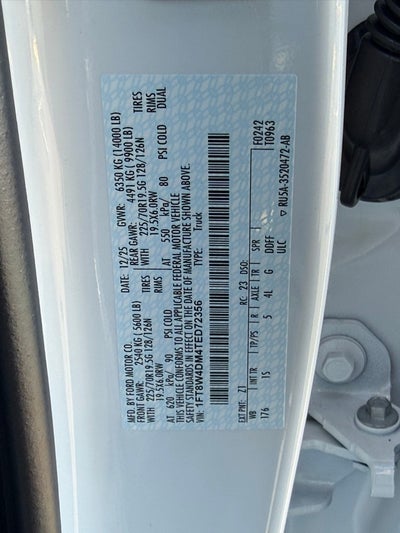 MFD. BY FORD MOTOR CO.
DATE: 12/25 GVWR: 6350 KG (14000 LB)
FRONT GAWR: 2540 KG (5600 LB) REAR GAWR: 4491 KG (9900 LB)
WITH 225/70R19.5G 128/126N TIRES WITH 225/70R19.5G 128/126N TIRES
19.5X6.0RW RIMS 19.5X6.0RW RIMS
AT 620 kPa/ 90 PSI COLD AT 550 kPa/ 80 PSI COLD DUAL
THIS VEHICLE CONFORMS TO ALL APPLICABLE FEDERAL MOTOR VEHICLE
SAFETY STANDARDS IN EFFECT ON THE DATE OF MANUFACTURE SHOWN ABOVE.
VIN: 1FT8W4DM4TED72356 TYPE: Truck
F0242
T0963
EXT PNT: Z1 RC: 23 DSO:
WB INT TR TP/PS R AXLE TR SPR
176 TS 5 4L G DDFF
ULC ▽ RU5A-3520472-AB